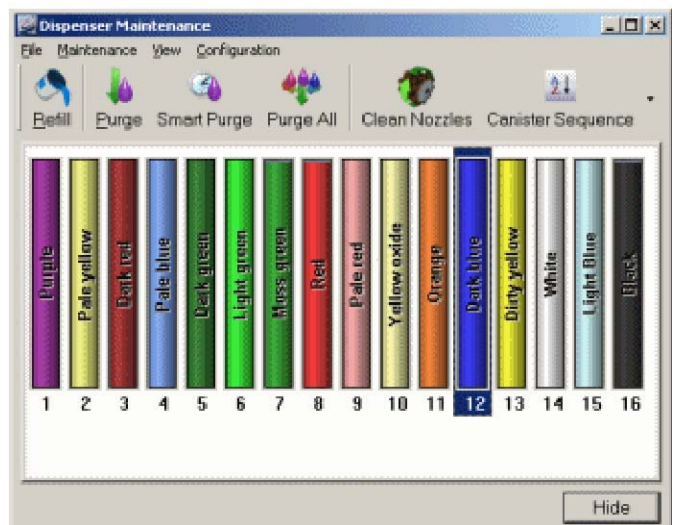 Dispenser Maintenance
File Maintenance View Configuration
Refill Purge Smart Purge Purge All Clean Nozzles Canister Sequence
Purple Pale yellow Dark red Pale blue Dark green Light green Moss green Red Pale red Yellow oxide Orange Dark blue Dirty yellow White Light Blue Black
1 2 3 4 5 6 7 8 9 10 11 12 13 14 15 16
Hide